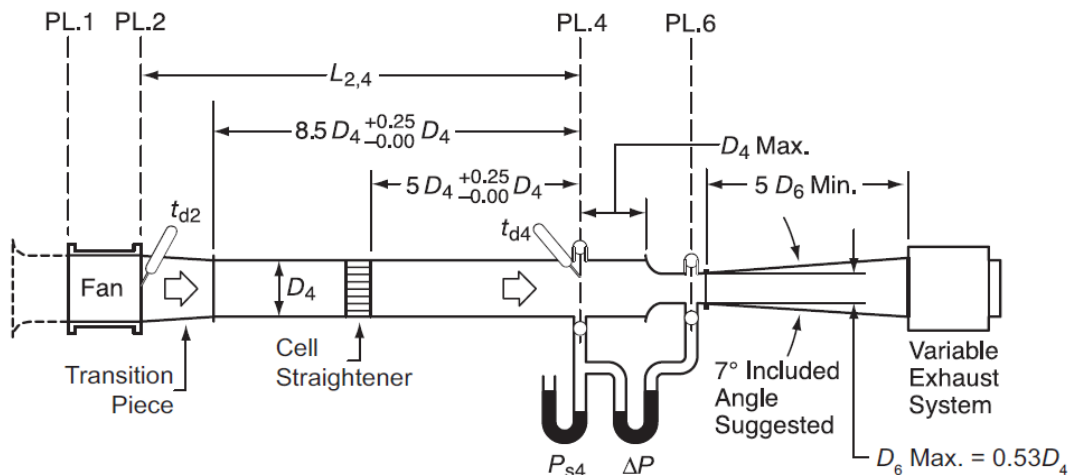 PL.1
PL.2
PL.4
PL.6
L2,4
8.5 D4 +0.25 −0.00 D4
D4 Max.
5 D4 +0.25 −0.00 D4
5 D6 Min.
td2
td4
Fan
D4
Transition
Piece
Cell
Straightener
7° Included
Angle
Suggested
Variable
Exhaust
System
Ps4
ΔP
D6 Max. = 0.53D4